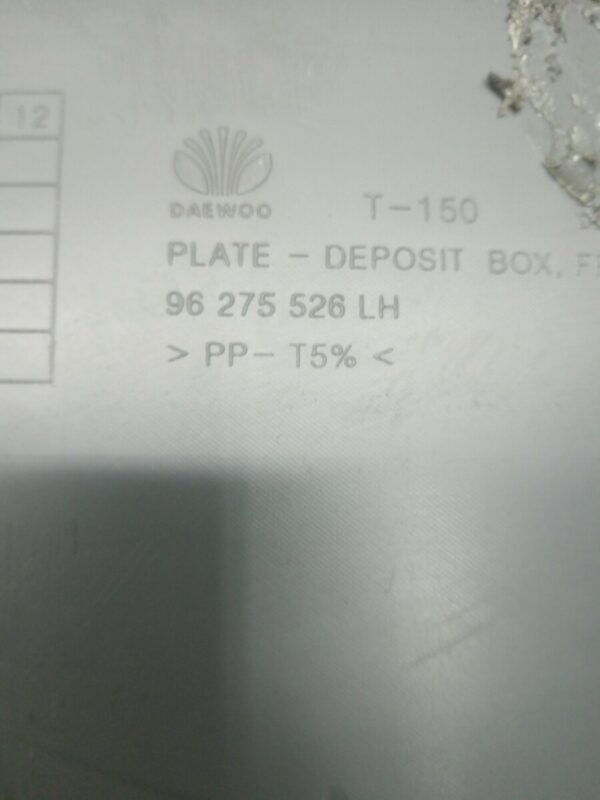 12
DAEWOO
T-150
PLATE - DEPOSIT BOX,
96 275 526 LH
> PP- T5% <